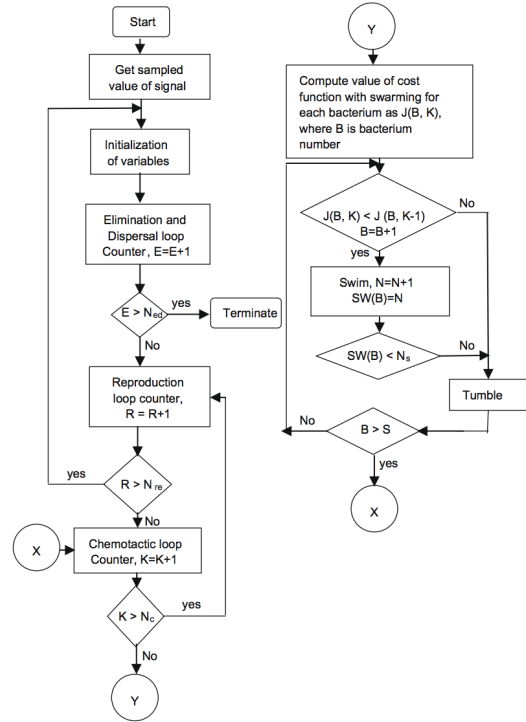 Start
Get sampled
value of signal
Initialization
of variables
Elimination and
Dispersal loop
Counter, E=E+1
E > Ned
yes
Terminate
No
Reproduction
loop counter,
R = R+1
yes
R > N re
No
X
Chemotactic loop
Counter, K=K+1
K > Nc
yes
No
Y
Y
Compute value of cost
function with swarming for
each bacterium as J(B, K),
where B is bacterium
number
J(B, K) < J (B, K-1)
B=B+1
No
yes
Swim, N=N+1
SW(B)=N
SW(B) < Ns
No
Tumble
No
B > S
yes
X